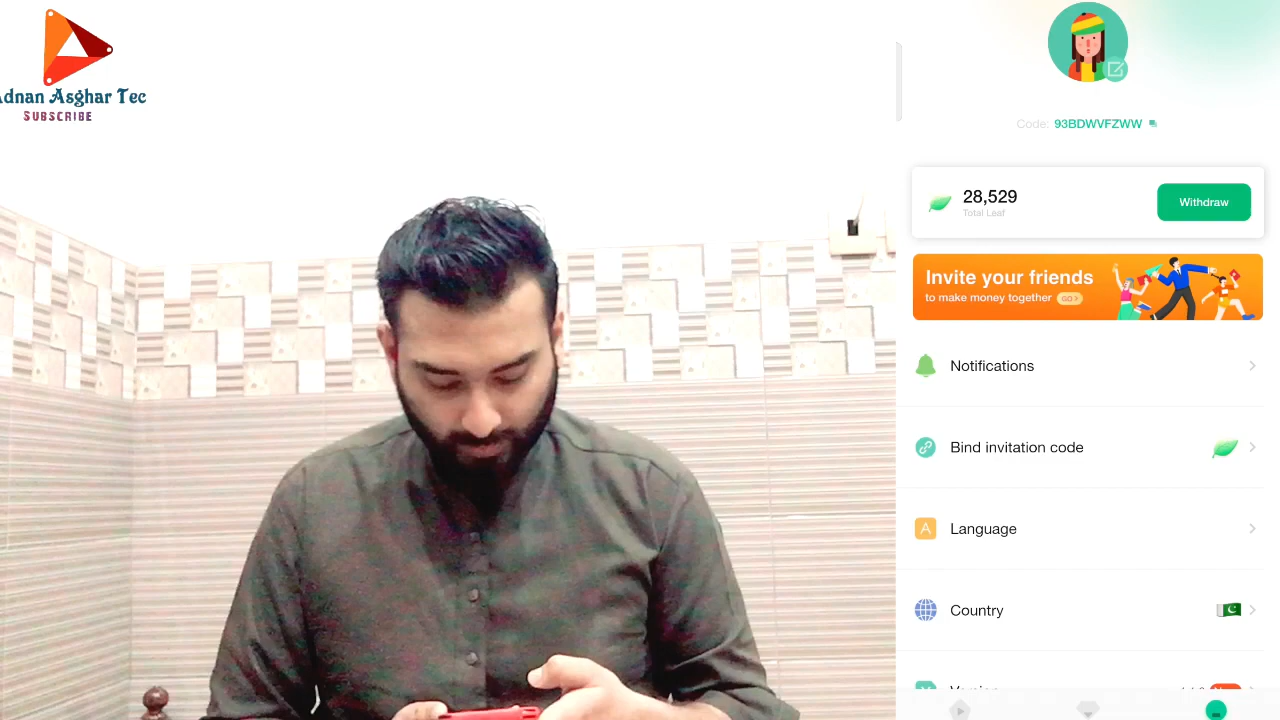 Adnan Asghar Tec
SUBSCRIBE
Code: 93BDWVFZWW
28,529
Total Leaf
Withdraw
Invite your friends
to make money together GO >
Notifications
Bind invitation code
A Language
Country